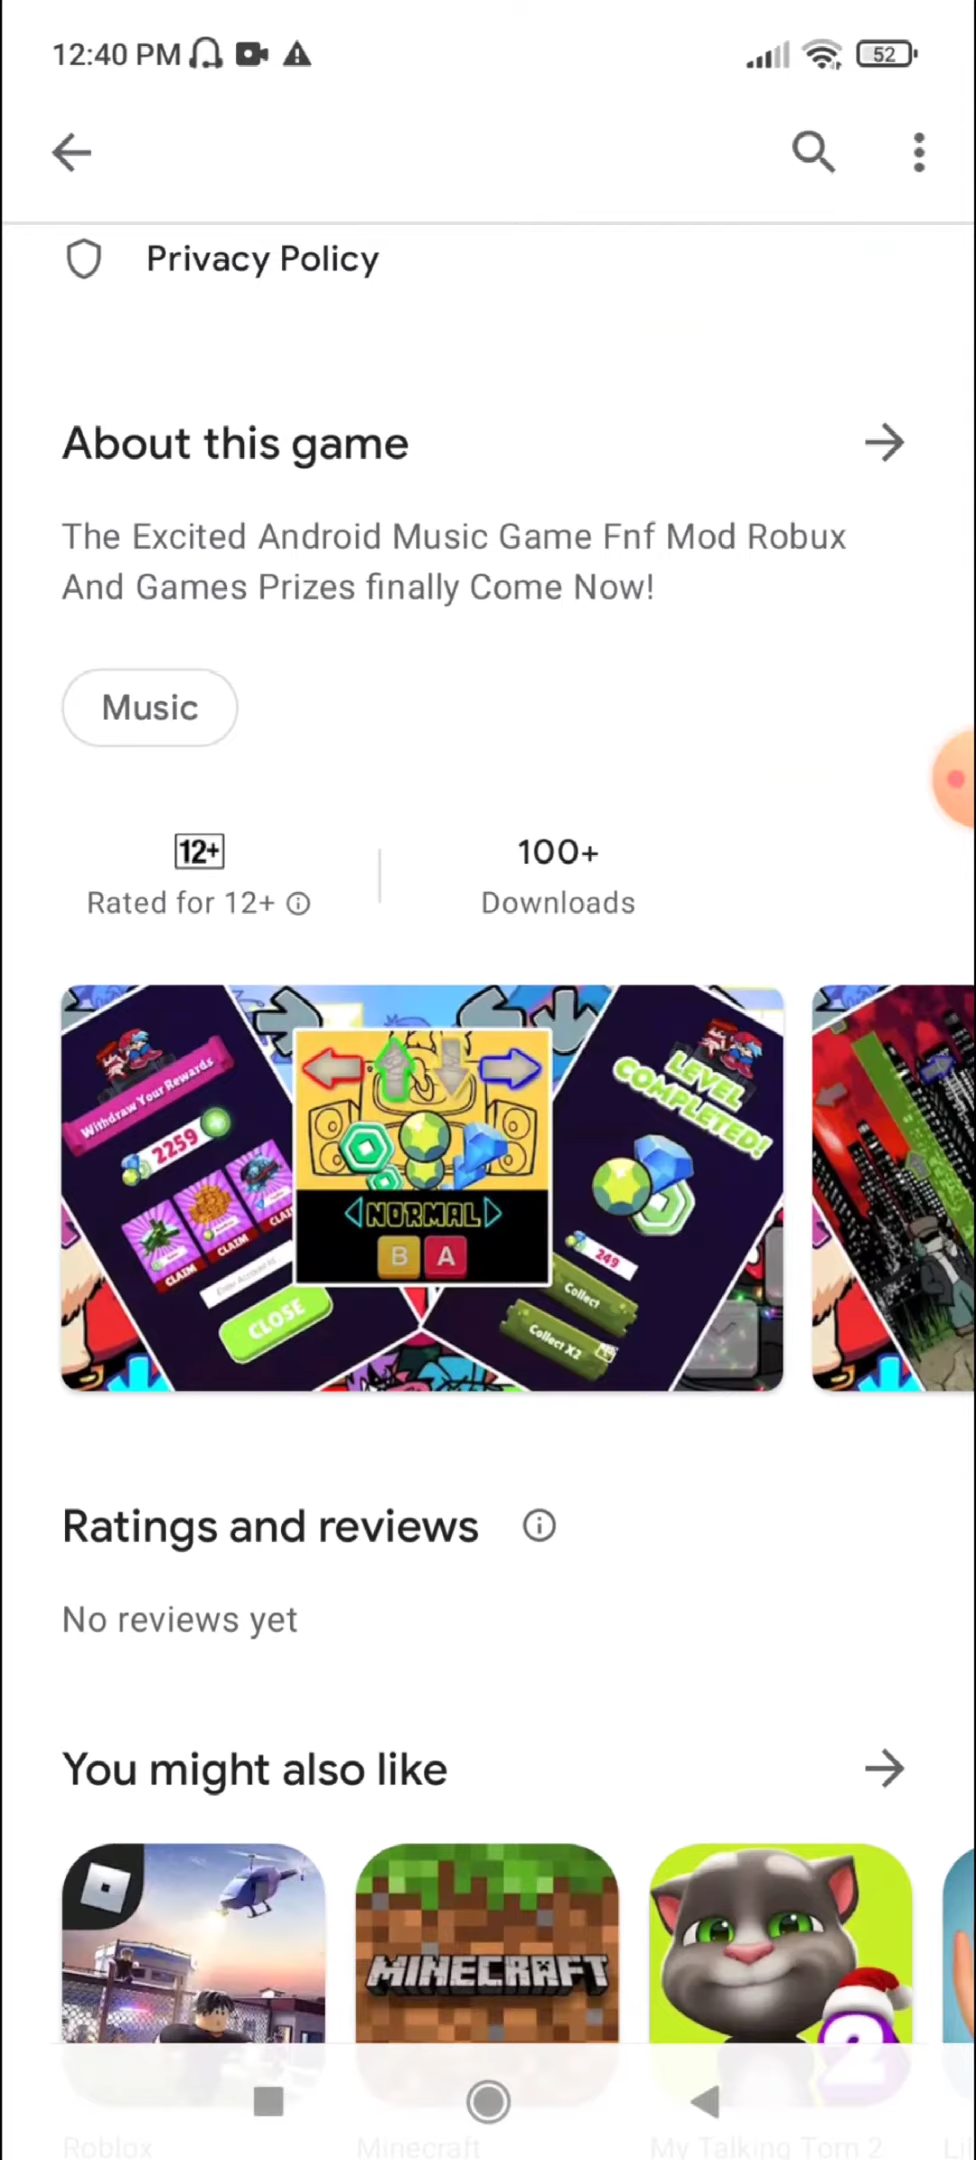 12:40 PM
52
Privacy Policy
About this game
The Excited Android Music Game Fnf Mod Robux
And Games Prizes finally Come Now!
Music
12+
Rated for 12+
100+
Downloads
Withdraw Your Rewards
2259
CLAIM
CLAIM
CLOSE
NORMAL
B A
LEVEL
COMPLETED!
249
Collect
Collect X2
Ratings and reviews
No reviews yet
You might also like
MINECRAFT
2
Roblox
Minecraft
My Talking Tom 2